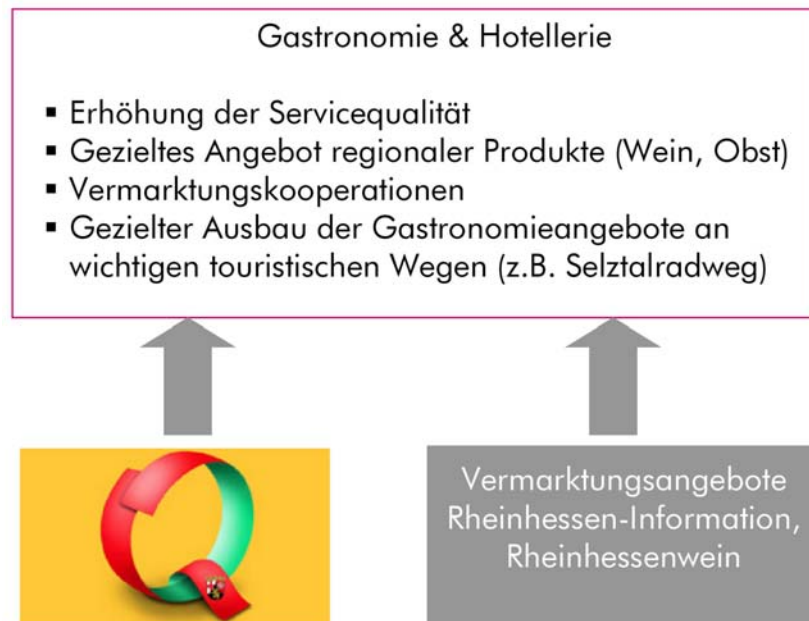 Gastronomie & Hotellerie
▪ Erhöhung der Servicequalität
▪ Gezieltes Angebot regionaler Produkte (Wein, Obst)
▪ Vermarktungskooperationen
▪ Gezielter Ausbau der Gastronomieangebote an
wichtigen touristischen Wegen (z.B. Selztalradweg)
Vermarktungsangebote
Rheinhessen-Information,
Rheinhessenwein